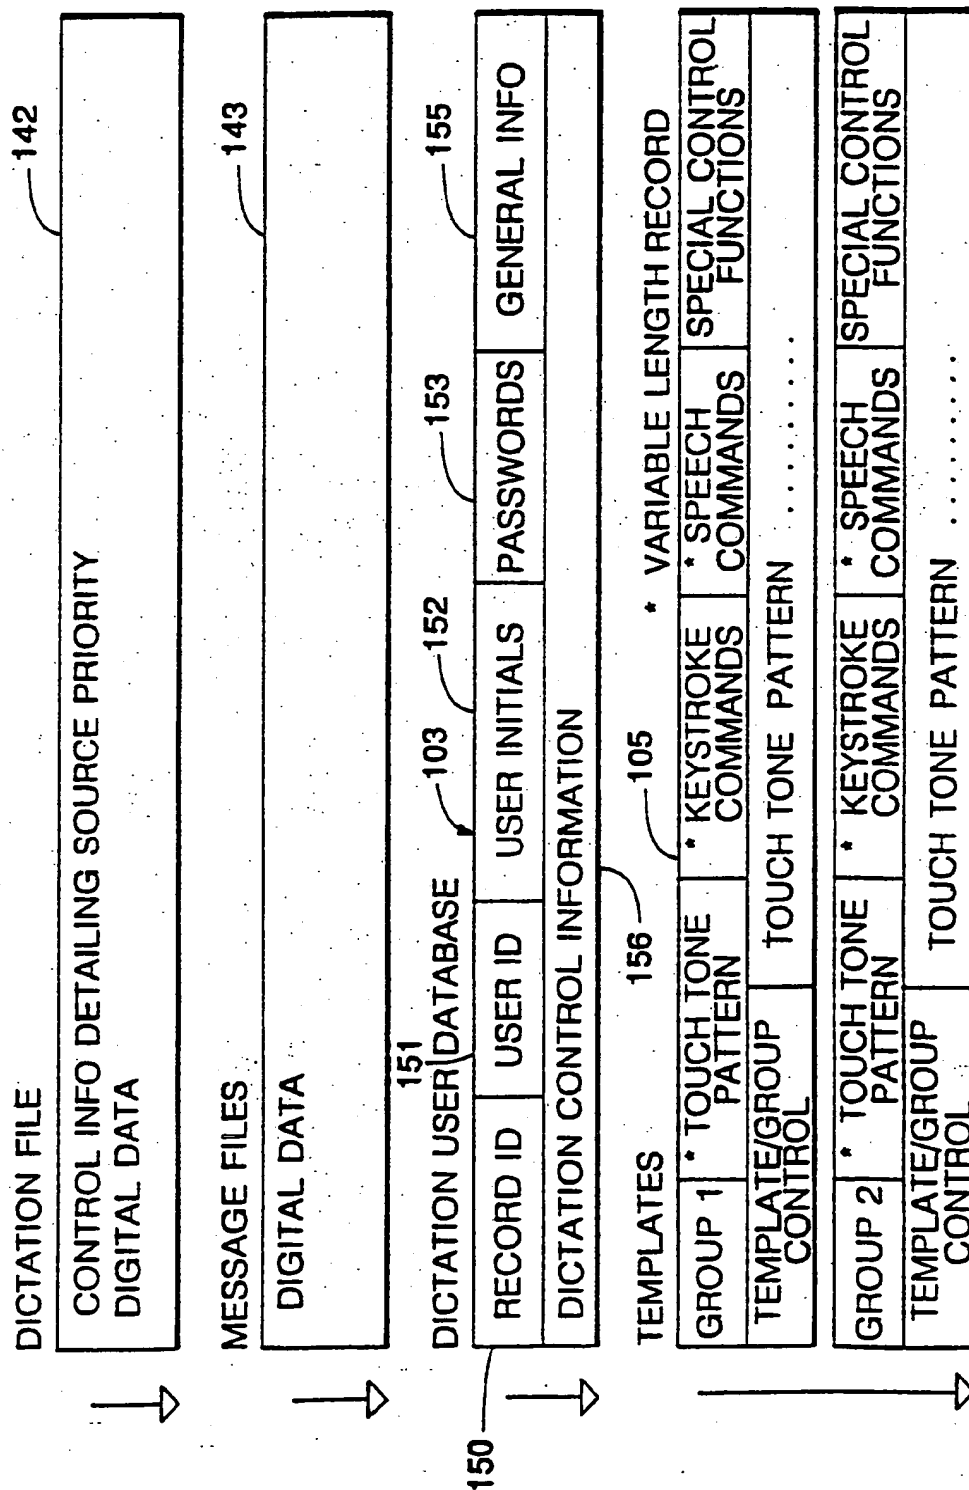 DICTATION FILE
142
CONTROL INFO DETAILING SOURCE PRIORITY
DIGITAL DATA
MESSAGE FILES
143
DIGITAL DATA
151
103
152
153
155
DICTATION USER DATABASE
150
RECORD ID
USER ID
USER INITIALS
PASSWORDS
GENERAL INFO
DICTATION CONTROL INFORMATION
156
105
TEMPLATES
* VARIABLE LENGTH RECORD
GROUP 1
* TOUCH TONE
PATTERN
* KEYSTROKE
COMMANDS
* SPEECH
COMMANDS
SPECIAL CONTROL
FUNCTIONS
TEMPLATE/GROUP
CONTROL
TOUCH TONE PATTERN ..........
GROUP 2
* TOUCH TONE
PATTERN
* KEYSTROKE
COMMANDS
* SPEECH
COMMANDS
SPECIAL CONTROL
FUNCTIONS
TEMPLATE/GROUP
CONTROL
TOUCH TONE PATTERN ..........